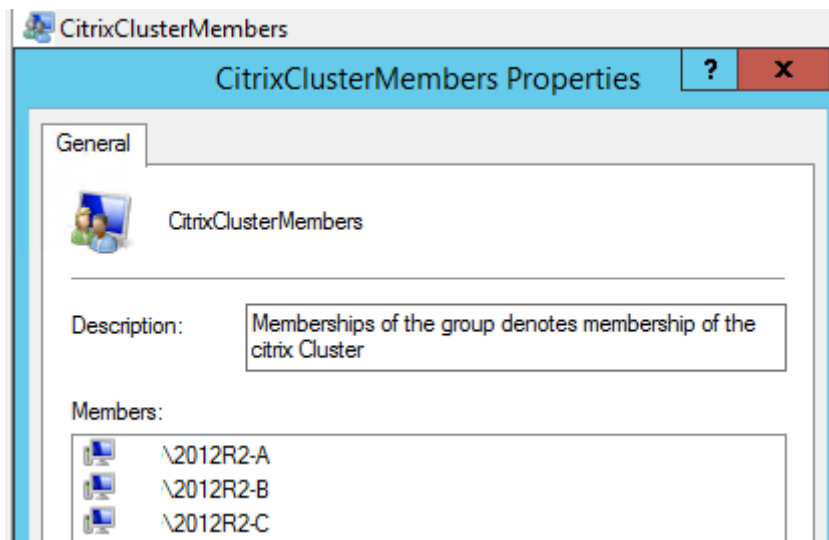 CitrixClusterMembers
CitrixClusterMembers Properties
?
x
General
CitrixClusterMembers
Description:
Memberships of the group denotes membership of the
citrix Cluster
Members:
\2012R2-A
\2012R2-B
\2012R2-C